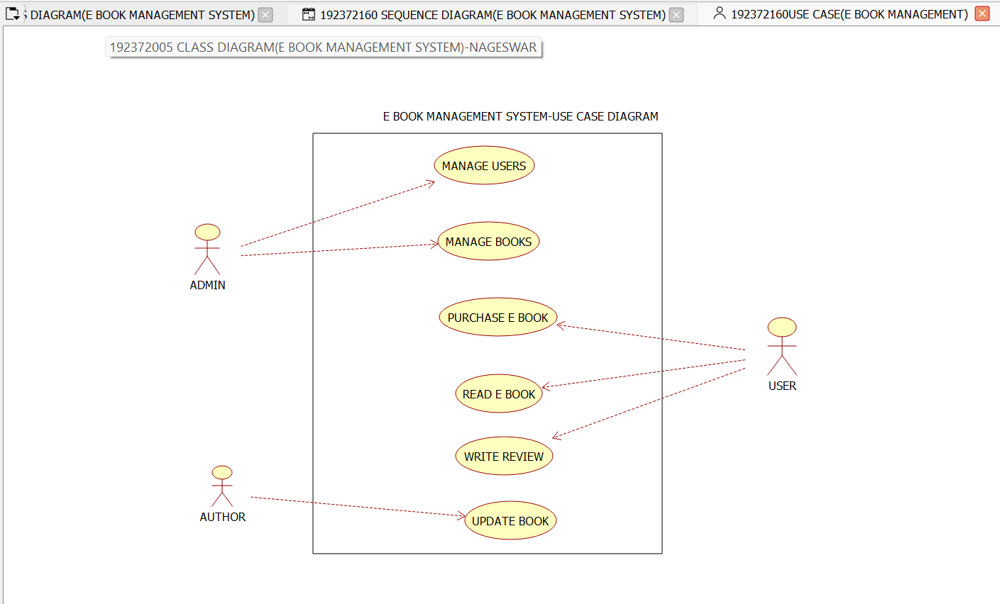 DIAGRAM(E BOOK MANAGEMENT SYSTEM)
192372160 SEQUENCE DIAGRAM(E BOOK MANAGEMENT SYSTEM)
192372160USE CASE(E BOOK MANAGEMENT)
192372005 CLASS DIAGRAM(E BOOK MANAGEMENT SYSTEM)-NAGESWAR
E BOOK MANAGEMENT SYSTEM-USE CASE DIAGRAM
MANAGE USERS
MANAGE BOOKS
ADMIN
PURCHASE E BOOK
USER
READ E BOOK
WRITE REVIEW
AUTHOR
UPDATE BOOK